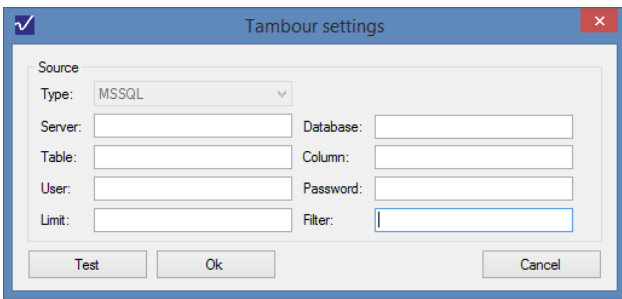 Tambour settings
Source
Type: MSSQL
Server: Database:
Table: Column:
User: Password:
Limit: Filter:
Test Ok Cancel